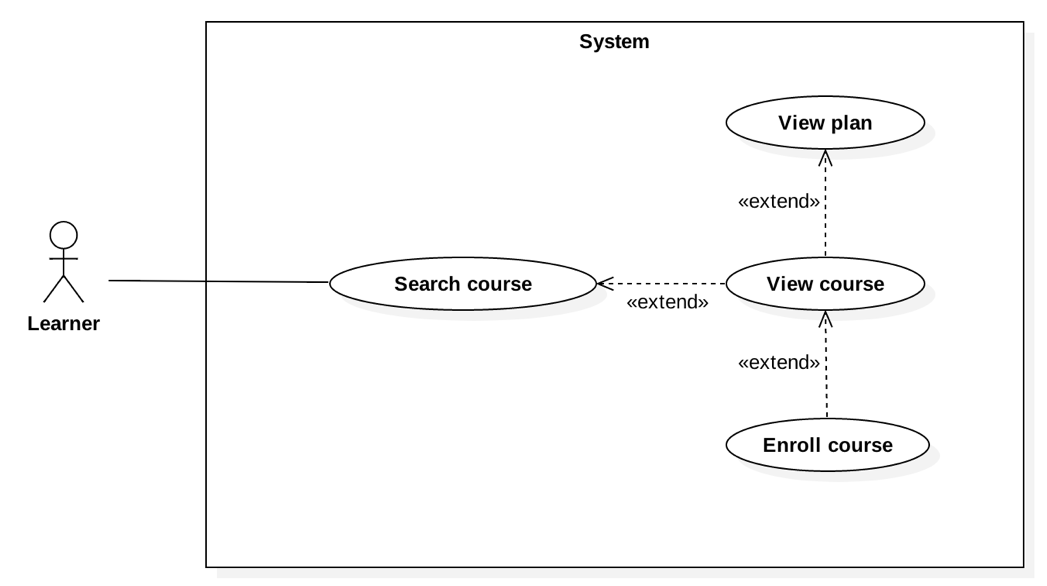 System
View plan
«extend»
Search course
View course
«extend»
Learner
«extend»
Enroll course